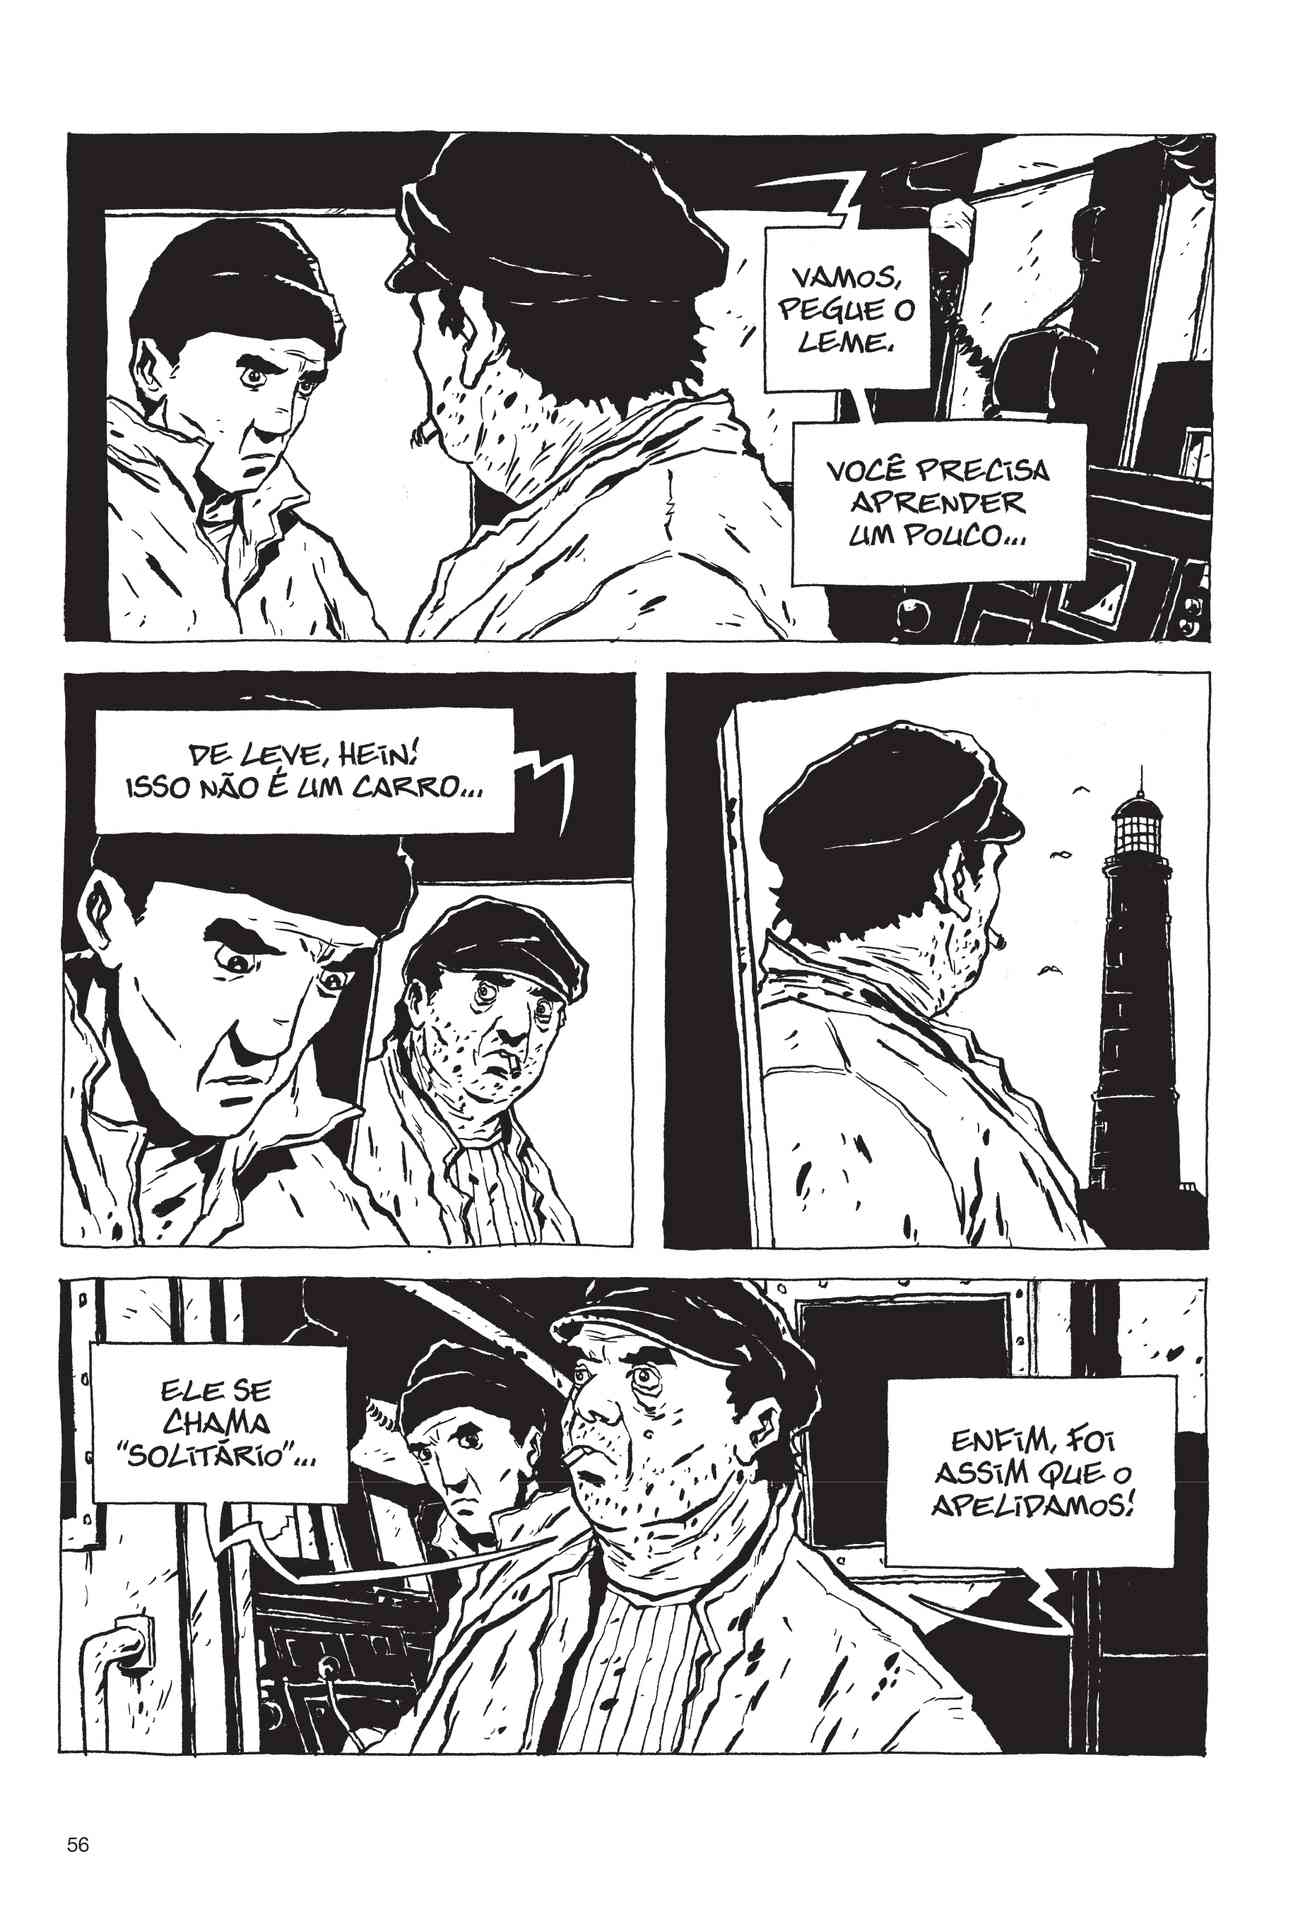 VAMOS,
PEGUE O
LEME.
VOCÊ PRECISA
APRENDER
UM POUCO...
DE LEVE, HEIN!
ISSO NÃO É UM CARRO...
ELE SE
CHAMA
"SOLITÁRIO"...
ENFIM, FOI
ASSIM QUE O
APELIDAMOS!
56